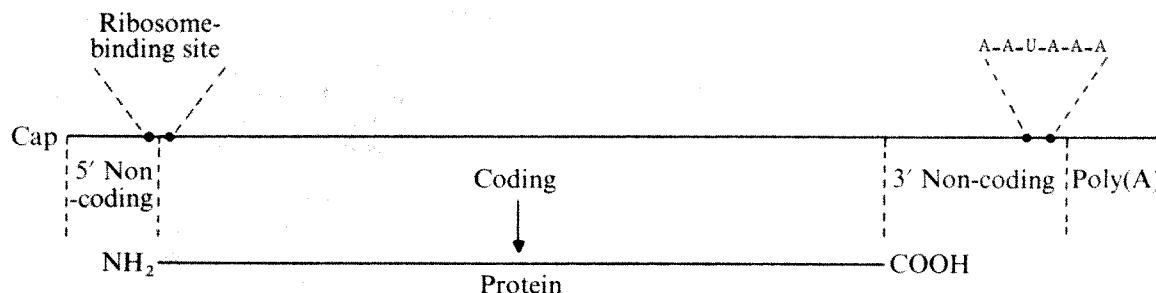 Ribosome-
binding site
A-A-U-A-A-A
Cap
5′ Non
-coding
Coding
3′ Non-coding
Poly(A)
NH₂
COOH
Protein